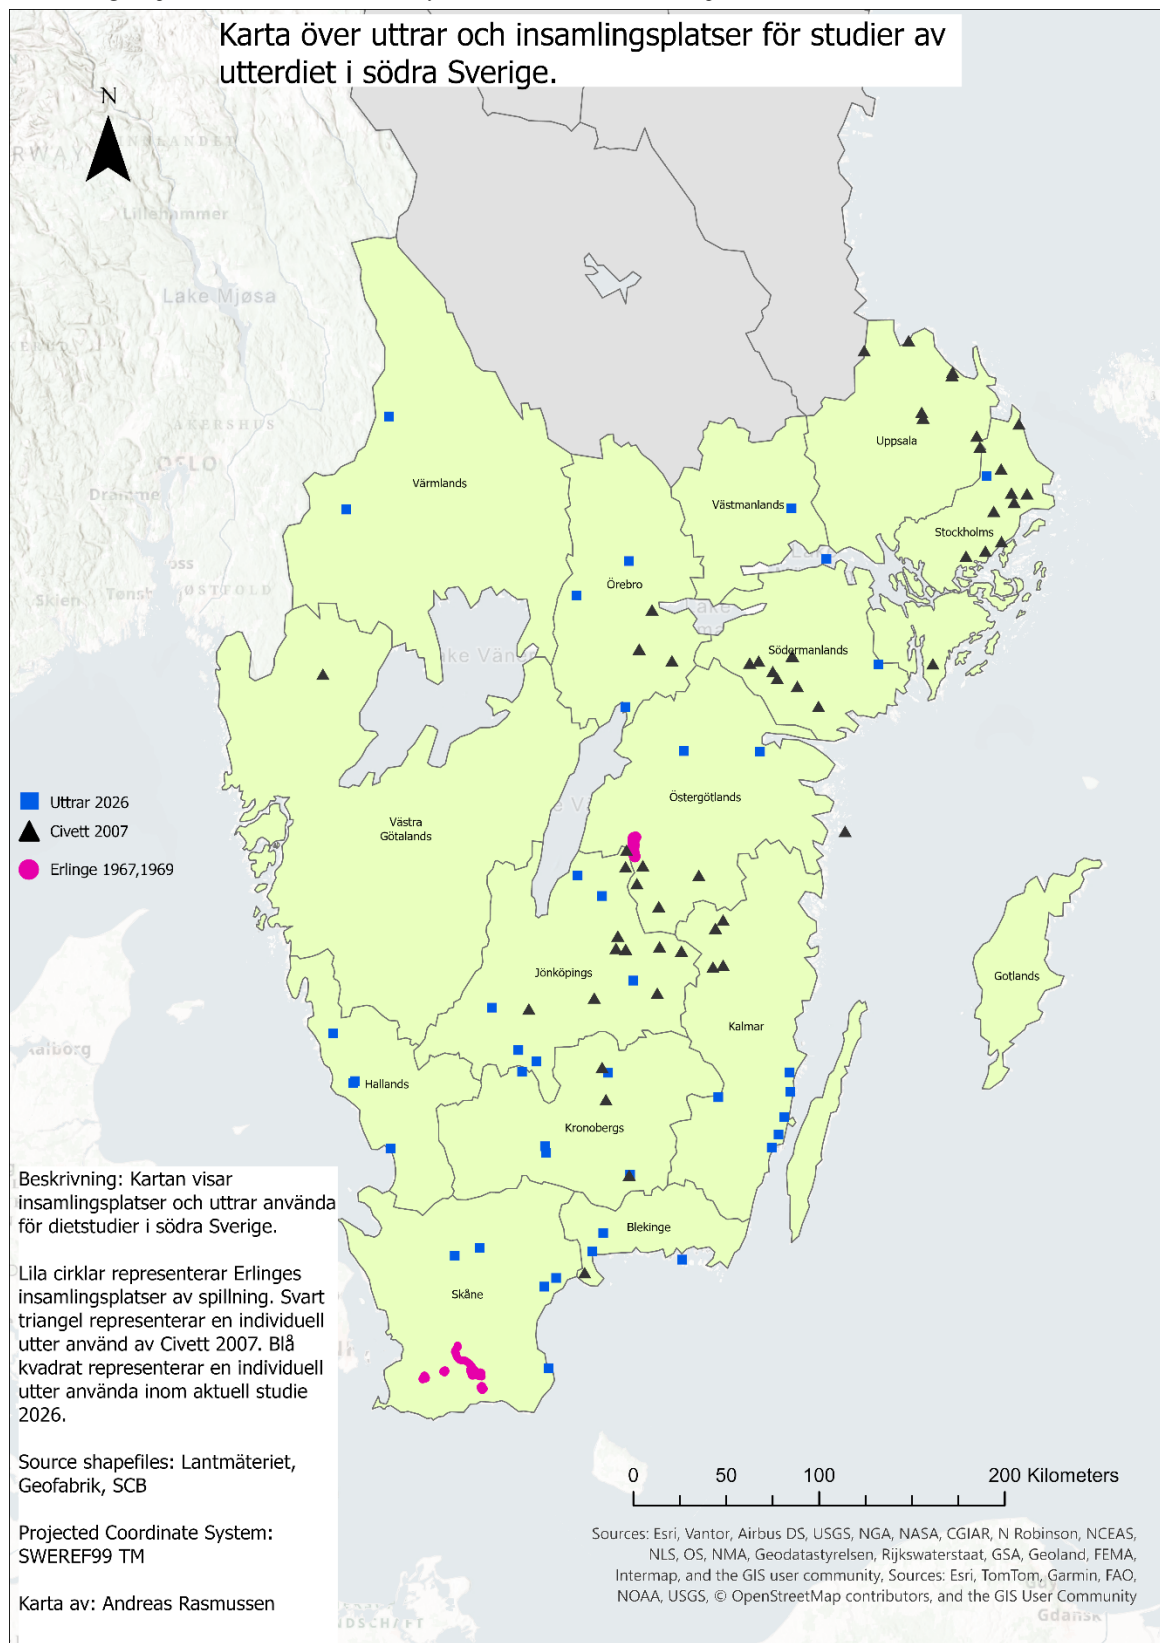 Karta över uttrar och insamlingsplatser för studier av
utterdiet i södra Sverige.
N
Lillehammer
Lake Mjøsa
AKERSHUS
OSLO
Drammen
Skien
ØSTFOLD
Värmlands
Västmanlands
Uppsala
Stockholms
Örebro
Södermanlands
Östergötlands
Västra
Götalands
Uttrar 2026
Civett 2007
Erlinge 1967,1969
Jönköpings
Gotlands
Kalmar
Aalborg
Hallands
Kronobergs
Blekinge
Skåne
Beskrivning: Kartan visar
insamlingsplatser och uttrar använda
för dietstudier i södra Sverige.
Lila cirklar representerar Erlinges
insamlingsplatser av spillning. Svart
triangel representerar en individuell
utter använd av Civett 2007. Blå
kvadrat representerar en individuell
utter använda inom aktuell studie
2026.
Source shapefiles: Lantmäteriet,
Geofabrik, SCB
Projected Coordinate System:
SWEREF99 TM
Karta av: Andreas Rasmussen
0 50 100 200 Kilometers
Sources: Esri, Vantor, Airbus DS, USGS, NGA, NASA, CGIAR, N Robinson, NCEAS,
NLS, OS, NMA, Geodatastyrelsen, Rijkswaterstaat, GSA, Geoland, FEMA,
Intermap, and the GIS user community, Sources: Esri, TomTom, Garmin, FAO,
NOAA, USGS, © OpenStreetMap contributors, and the GIS User Community
Gdansk